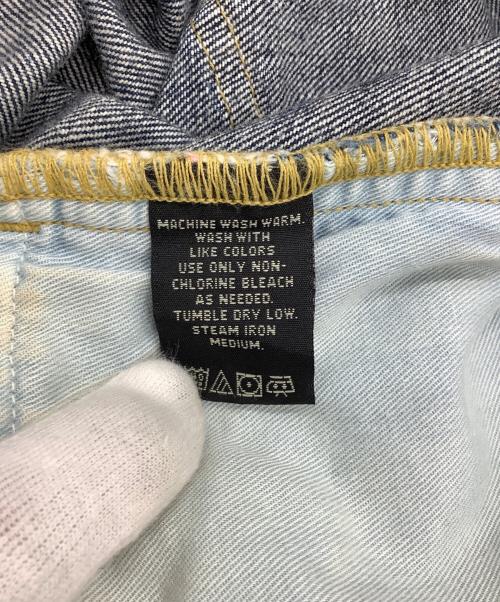 MACHINE WASH WARM.
WASH WITH
LIKE COLORS
USE ONLY NON-
CHLORINE BLEACH
AS NEEDED.
TUMBLE DRY LOW.
STEAM IRON
MEDIUM.